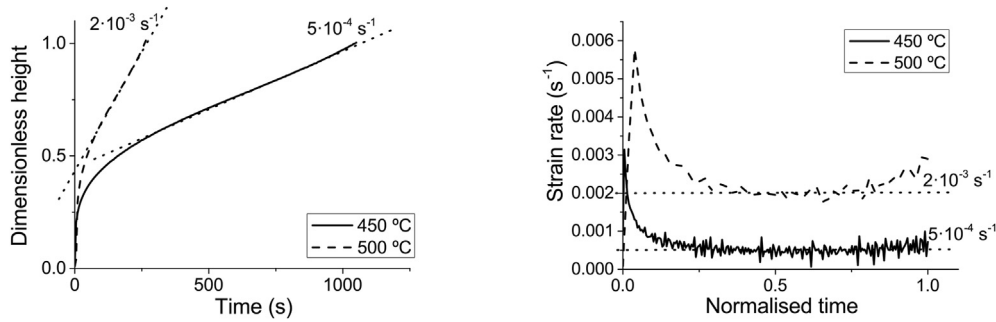 2·10⁻³ s⁻¹
5·10⁻⁴ s⁻¹
1.0
0.5
0.0
Dimensionless height
450 ºC
500 ºC
0
500
1000
Time (s)
0.006
0.005
0.004
0.003
0.002
0.001
0.000
Strain rate (s⁻¹)
450 ºC
500 ºC
2·10⁻³ s⁻¹
5·10⁻⁴ s⁻¹
0.0
0.5
1.0
Normalised time